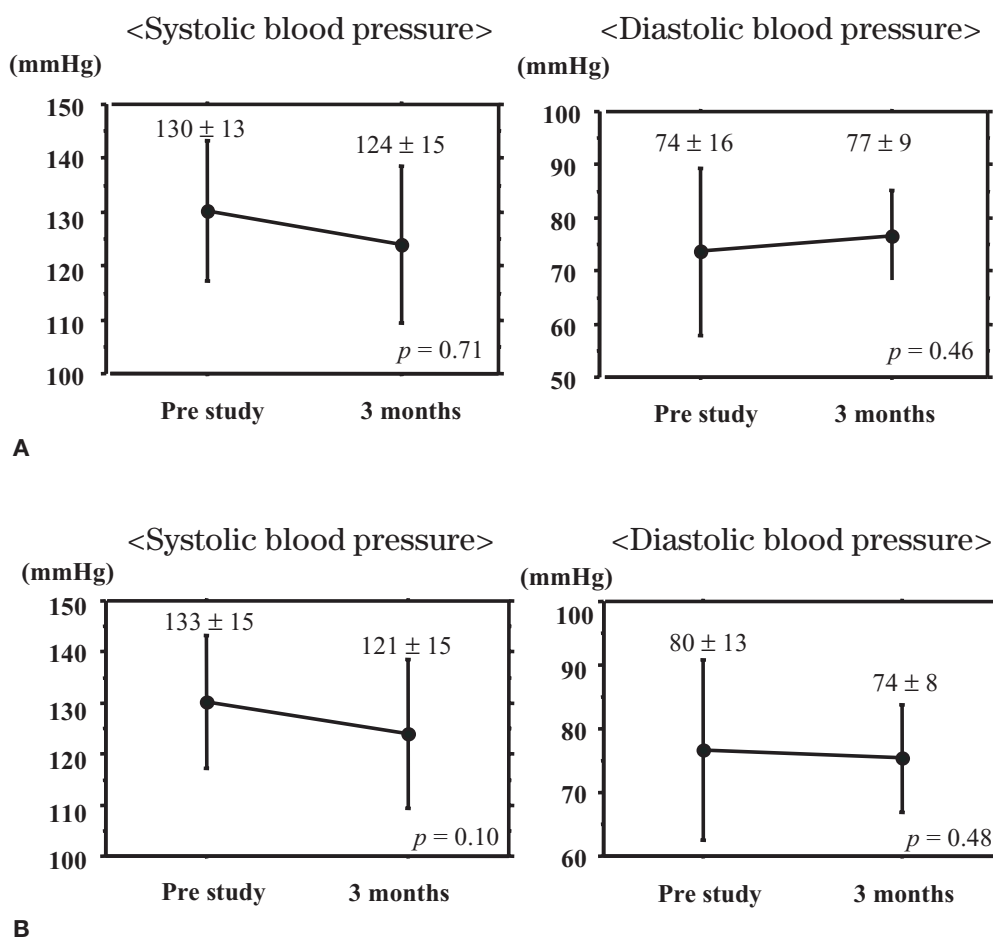 <Systolic blood pressure>
(mmHg)
150
140
130
120
110
100
130 ± 13
124 ± 15
p = 0.71
Pre study 3 months
<Diastolic blood pressure>
(mmHg)
100
90
80
70
60
50
74 ± 16
77 ± 9
p = 0.46
Pre study 3 months
A
<Systolic blood pressure>
(mmHg)
150
140
130
120
110
100
133 ± 15
121 ± 15
p = 0.10
Pre study 3 months
<Diastolic blood pressure>
(mmHg)
100
90
80
70
60
80 ± 13
74 ± 8
p = 0.48
Pre study 3 months
B